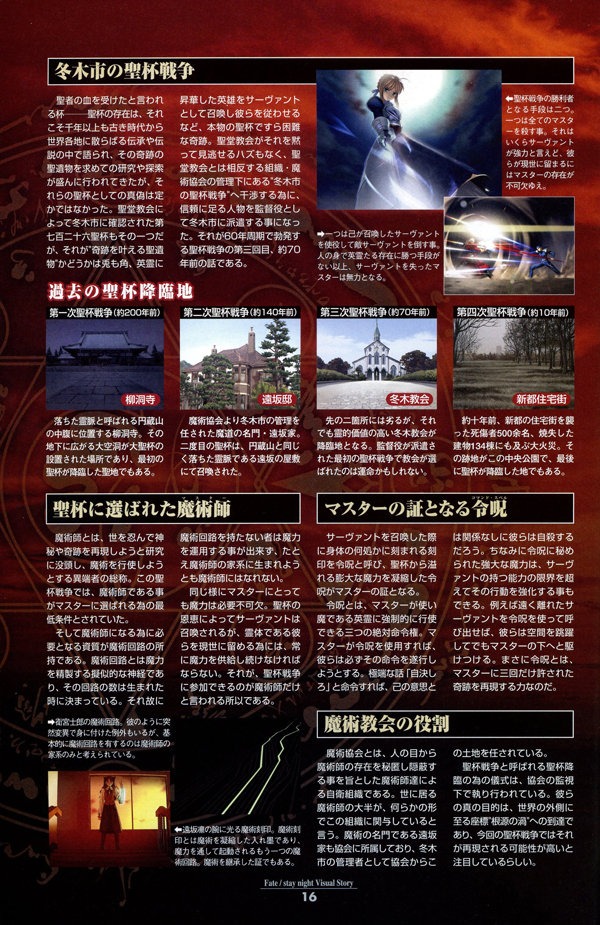 冬木市の聖杯戦争
聖者の血を受けたと言われ
る杯――聖杯の存在は、それ
こそ千年以上も古き時代から
世界各地に散らばる伝承や伝
説の中で語られ、その奇跡の
聖遺物を求めての研究や探索
が盛んに行われてきたが、そ
れらの聖杯としての真偽は定
かではなかった。聖堂教会に
よって冬木市に確認された第
七百二十六聖杯もその一つだ
が、それが“奇跡を叶える聖遺
物”かどうかは兎も角、英霊に
昇華した英雄をサーヴァント
として召喚し彼らを従わせる
など、本物の聖杯ですら困難
な奇跡。聖堂教会がそれを黙
って見逃せるハズもなく、聖
堂教会とは相反する組織・魔
術協会の管理下にある“冬木市
の聖杯戦争”へ干渉する為に、
信頼に足る人物を監督役とし
て冬木市に派遣する事になっ
た。それが60年周期で勃発す
る聖杯戦争の第三回目、約70
年前の話である。
←聖杯戦争の勝利者
となる手段は二つ。
一つは全てのマスタ
ーを殺す事。それは
いくらサーヴァント
が強力と言えど、彼
らが現世に留まるに
はマスターの存在が
不可欠ゆえ。
➡一つは己が召喚したサーヴァント
を使役して敵サーヴァントを倒す事。
人の身で英霊たる存在に勝つ手段が
ない以上、サーヴァントを失ったマ
スターは無力となる。
過去の聖杯降臨地
第一次聖杯戦争(約200年前)
柳洞寺
落ちた霊脈と呼ばれる円蔵山
の中腹に位置する柳洞寺。その
地下に広がる大空洞が大聖杯の
設置された場所であり、最初の
聖杯が降臨した聖地でもある。
第二次聖杯戦争(約140年前)
遠坂邸
魔術協会より冬木市の管理を
任された魔道の名門・遠坂家。
二度目の聖杯は、円蔵山と同じ
く落ちた霊脈である遠坂の屋敷
にて召喚された。
第三次聖杯戦争(約70年前)
冬木教会
先の二箇所には劣るが、それ
でも霊的価値の高い冬木教会が
降臨地となる。監督役が派遣さ
れた最初の聖杯戦争で教会が選
ばれたのは運命かもしれない。
第四次聖杯戦争(約10年前)
新都住宅街
約十年前、新都の住宅街を襲
った死傷者500余名、焼失した
建物134棟にも及ぶ大火災。そ
の跡地がこの中央公園で、最後
に聖杯が降臨した地でもある。
聖杯に選ばれた魔術師
魔術師とは、世を忍んで神
秘や奇跡を再現しようと研究
に没頭し、魔術を行使しよう
とする異端者の総称。この聖
杯戦争では、魔術師である事
がマスターに選ばれる為の最
低条件とされていた。
そして魔術師になる為に必
要となる資質が魔術回路の所
持である。魔術回路とは魔力
を精製する擬似的な神経であ
り、その回路の数は生まれた
時に決まっている。それ故に
魔術回路を持たない者は魔力
を運用する事が出来ず、たと
え魔術師の家系に生まれよう
とも魔術師にはなれない。
同じ様にマスターにとって
も魔力は必要不可欠。聖杯の
恩恵によってサーヴァントは
召喚されるが、霊体である彼
らを現世に留める為には、常
に魔力を供給し続けなければ
ならない。それが、聖杯戦争
に参加できるのが魔術師だけ
と言われる所以である。
➡衛宮士郎の魔術回路。彼のように突
然変異で身に付けた例外もいるが、基
本的に魔術回路を有するのは魔術師の
家系のみと考えられている。
←遠坂凛の腕に光る魔術刻印。魔術刻
印とは魔術を凝縮した入れ墨であり、
魔力を通して起動されるもう一つの魔
術回路。魔術を継承した証でもある。
マスターの証となる令呪
コマンド・スペル
サーヴァントを召喚した際
に身体の何処かに刻まれる刻
印を令呪と呼び、聖杯から溢
れる膨大な魔力を凝縮した令
呪がマスターの証となる。
令呪とは、マスターが使い
魔である英霊に強制的に行使
できる三つの絶対命令権。マ
スターが令呪を使用すれば、
彼らは必ずその命令を遂行し
ようとする。極端な話「自決し
ろ」と命令すれば、己の意思と
は関係なしに彼らは自殺する
だろう。ちなみに令呪に秘め
られた強大な魔力は、サーヴ
ァントの持つ能力の限界を超
えてその行動を強化する事も
できる。例えば遠く離れたサ
ーヴァントを令呪を使って呼
び出せば、彼らは空間を跳躍
してでもマスターの下へと駆
けつける。まさに令呪とは、
マスターに三回だけ許された
奇跡を再現する力なのだ。
魔術教会の役割
魔術協会とは、人の目から
魔術師の存在を秘匿し隠蔽す
る事を旨とした魔術師達によ
る自衛組織である。世に居る
魔術師の大半が、何らかの形
でこの組織に関与していると
言う。魔術の名門である遠坂
家も協会に所属しており、冬木
市の管理者として協会からこ
の土地を任されている。
聖杯戦争と呼ばれる聖杯降
臨の為の儀式は、協会の監視
下で執り行われている。彼ら
の真の目的は、世界の外側に
至る座標“根源の渦”への到達で
あり、今回の聖杯戦争ではそれ
が再現される可能性が高いと
注目しているらしい。
Fate / stay night Visual Story
16